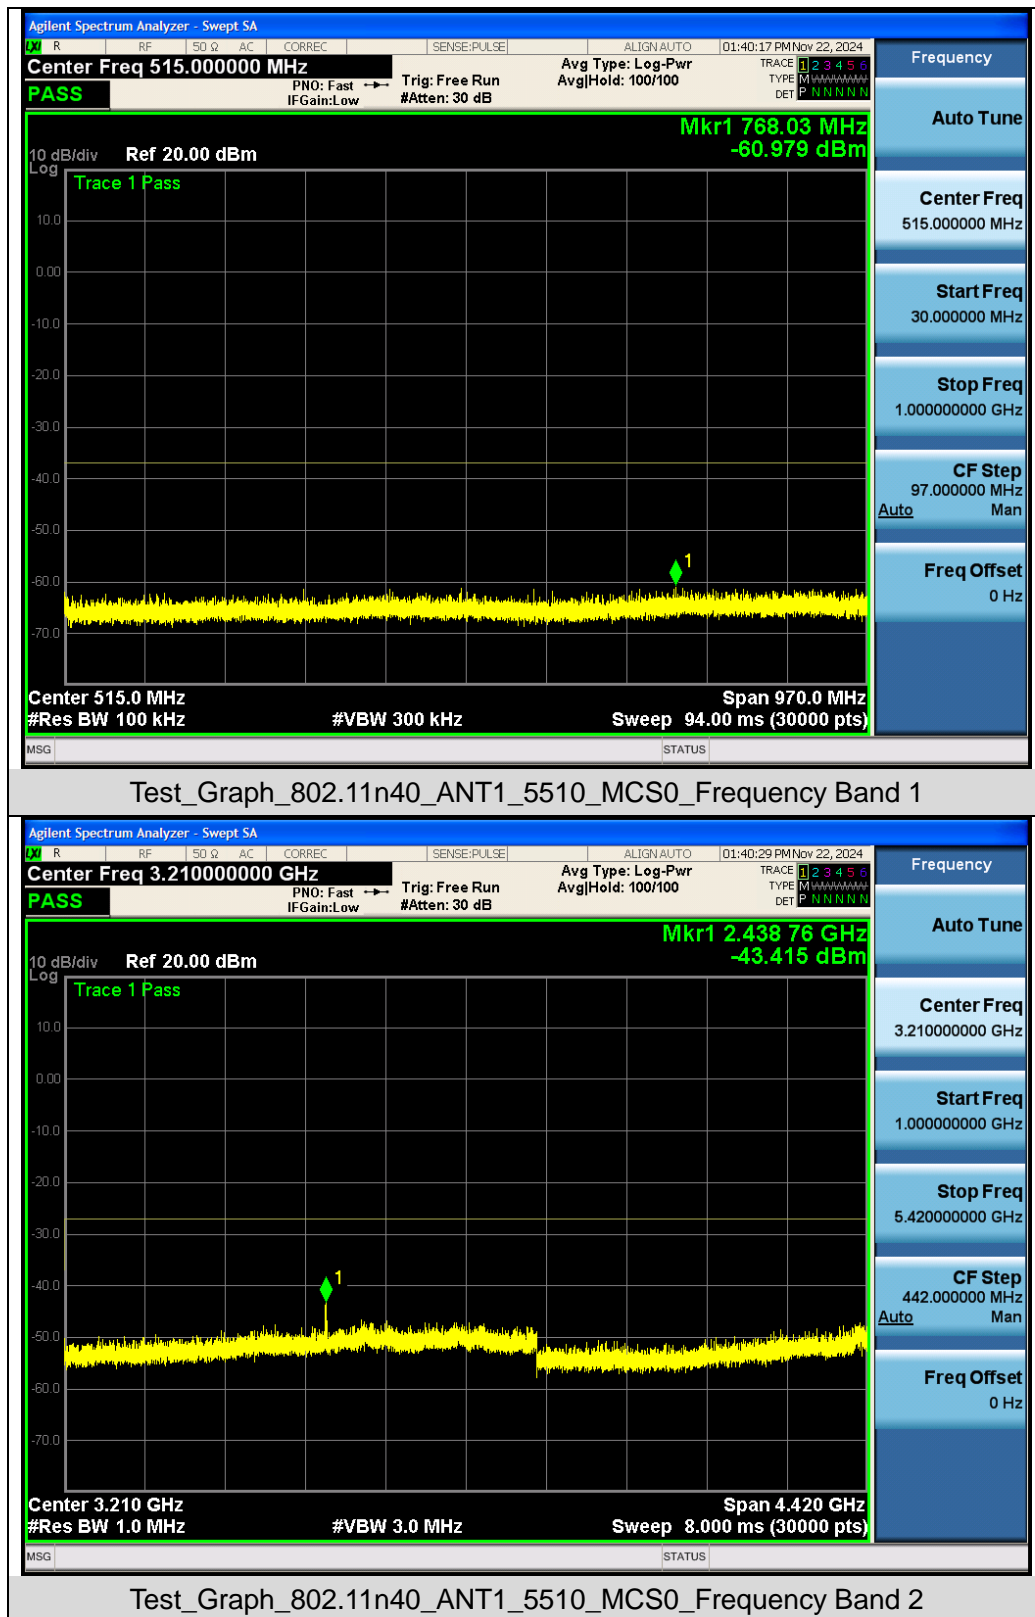 Agilent Spectrum Analyzer - Swept SA
LXI R RF 50 Ω AC CORREC SENSE:PULSE ALIGN AUTO 01:40:17 PM Nov 22, 2024
Center Freq 515.000000 MHz
PASS
PNO: Fast
IFGain:Low
Trig: Free Run
#Atten: 30 dB
Avg Type: Log-Pwr
Avg|Hold: 100/100
TRACE 1 2 3 4 5 6
TYPE M WWWWW
DET P N N N N N
Mkr1 768.03 MHz
-60.979 dBm
10 dB/div Ref 20.00 dBm
Log
Trace 1 Pass
10.0
0.00
-10.0
-20.0
-30.0
-40.0
-50.0
1
-60.0
-70.0
Center 515.0 MHz Span 970.0 MHz
#Res BW 100 kHz #VBW 300 kHz Sweep 94.00 ms (30000 pts)
MSG STATUS
Frequency
Auto Tune
Center Freq
515.000000 MHz
Start Freq
30.000000 MHz
Stop Freq
1.000000000 GHz
CF Step
97.000000 MHz
Auto Man
Freq Offset
0 Hz
Test_Graph_802.11n40_ANT1_5510_MCS0_Frequency Band 1
Agilent Spectrum Analyzer - Swept SA
LXI R RF 50 Ω AC CORREC SENSE:PULSE ALIGN AUTO 01:40:29 PM Nov 22, 2024
Center Freq 3.210000000 GHz
PASS
PNO: Fast
IFGain:Low
Trig: Free Run
#Atten: 30 dB
Avg Type: Log-Pwr
Avg|Hold: 100/100
TRACE 1 2 3 4 5 6
TYPE M WWWWW
DET P N N N N N
Mkr1 2.438 76 GHz
-43.415 dBm
10 dB/div Ref 20.00 dBm
Log
Trace 1 Pass
10.0
0.00
-10.0
-20.0
-30.0
1
-40.0
-50.0
-60.0
-70.0
Center 3.210 GHz Span 4.420 GHz
#Res BW 1.0 MHz #VBW 3.0 MHz Sweep 8.000 ms (30000 pts)
MSG STATUS
Frequency
Auto Tune
Center Freq
3.210000000 GHz
Start Freq
1.000000000 GHz
Stop Freq
5.420000000 GHz
CF Step
442.000000 MHz
Auto Man
Freq Offset
0 Hz
Test_Graph_802.11n40_ANT1_5510_MCS0_Frequency Band 2